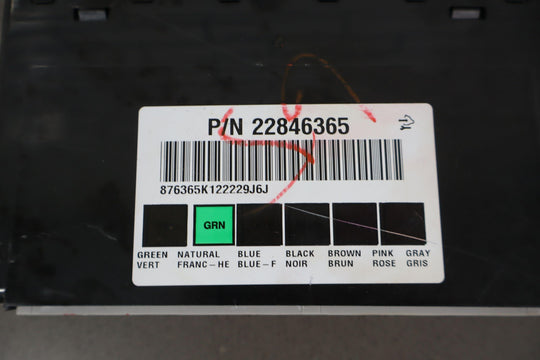 P/N 22846365
876365K122229J6J
GRN
GREEN NATURAL BLUE BLACK BROWN PINK GRAY
VERT FRANC-HE BLUE-F NOIR BRUN ROSE GRIS